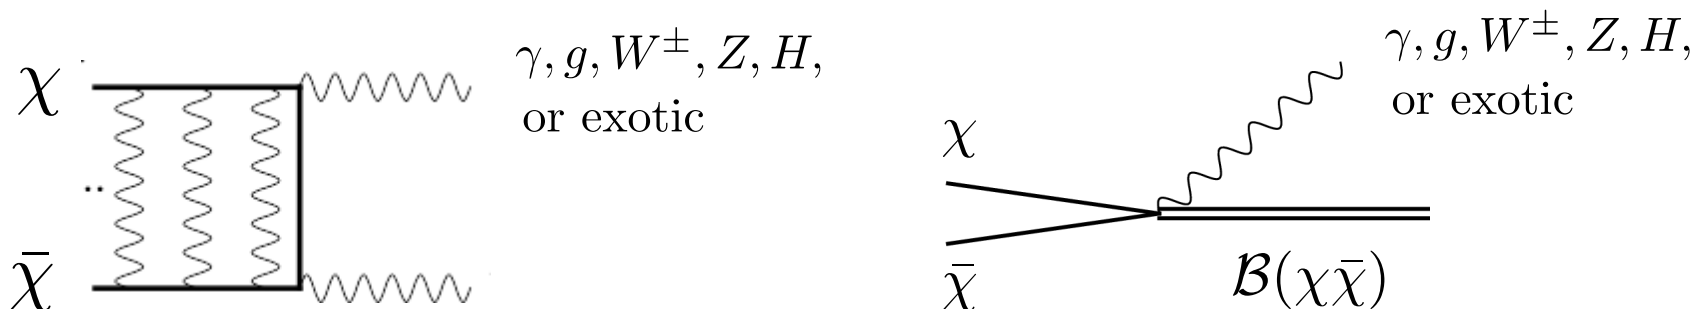 χ
γ, g, W±, Z, H,
or exotic
..
χ̄
γ, g, W±, Z, H,
or exotic
χ
χ̄
ℬ(χχ̄)